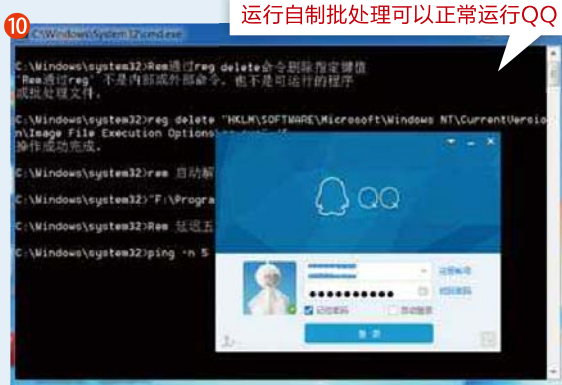 运行自制批处理可以正常运行QQ
10
C:\Windows\System32\cmd.exe
C:\Windows\system32>Rem通过reg delete命令删除指定键值
'Rem通过reg' 不是内部或外部命令，也不是可运行的程序
或批处理文件。
C:\Windows\system32>reg delete "HKLM\SOFTWARE\Microsoft\Windows NT\CurrentVersio
n\Image File Execution Options
操作成功完成。
C:\Windows\system32>rem 启动解
C:\Windows\system32>"F:\Progra
C:\Windows\system32>Rem 延迟五
C:\Windows\system32>ping -n 5
QQ
注册帐号
找回密码
记住密码
自动登录
登 录